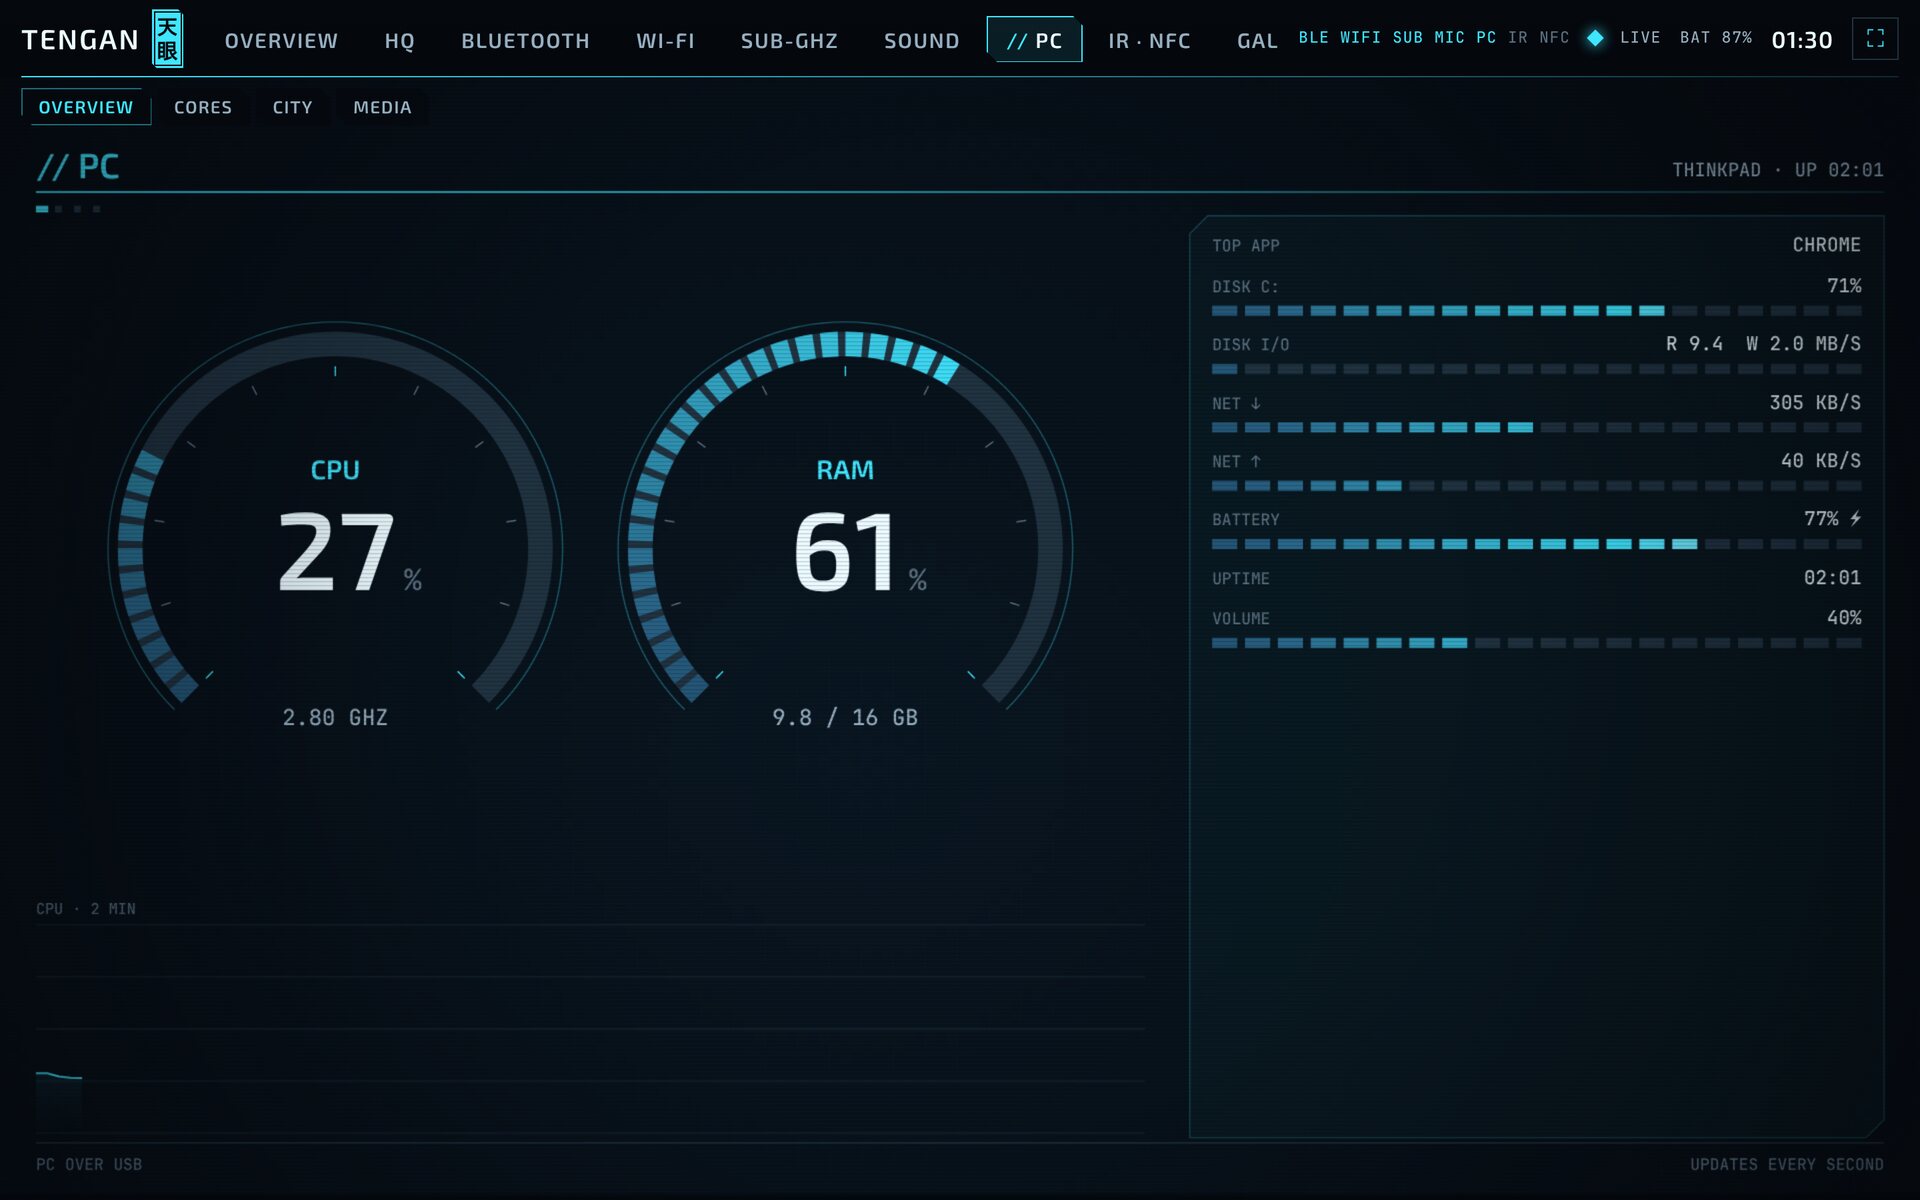 TENGAN 天眼 OVERVIEW HQ BLUETOOTH WI-FI SUB-GHZ SOUND // PC IR · NFC GAL BLE WIFI SUB MIC PC IR NFC LIVE BAT 87% 01:30
OVERVIEW CORES CITY MEDIA
// PC
THINKPAD · UP 02:01
CPU
27 %
2.80 GHZ
RAM
61 %
9.8 / 16 GB
TOP APP CHROME
DISK C: 71%
DISK I/O R 9.4 W 2.0 MB/S
NET ↓ 305 KB/S
NET ↑ 40 KB/S
BATTERY 77% ⚡
UPTIME 02:01
VOLUME 40%
CPU · 2 MIN
PC OVER USB
UPDATES EVERY SECOND